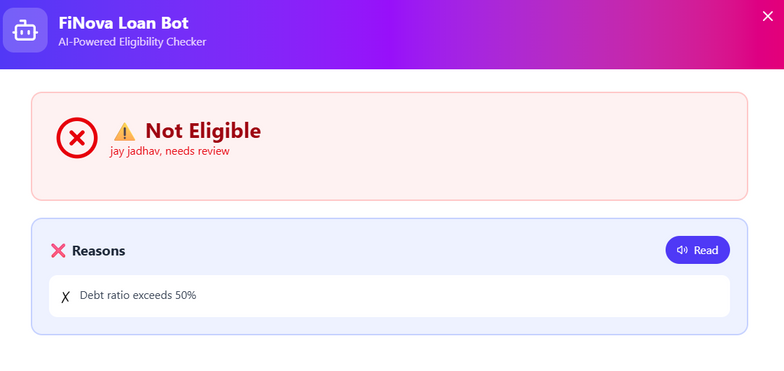 FiNova Loan Bot
AI-Powered Eligibility Checker
⚠️ Not Eligible
jay jadhav, needs review
❌ Reasons
Read
✗ Debt ratio exceeds 50%